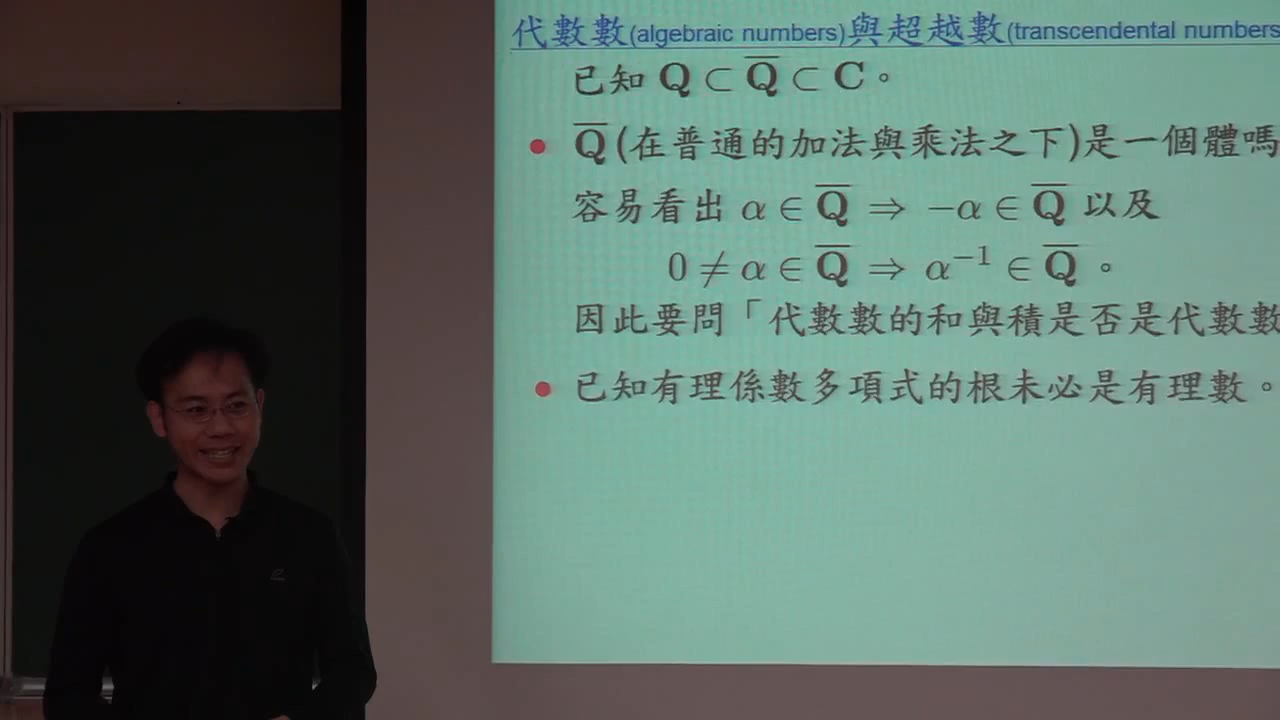 代數數(algebraic numbers)與超越數(transcendental numbers
已知 Q ⊂ Q̅ ⊂ C。
• Q̅ (在普通的加法與乘法之下)是一個體嗎
容易看出 α ∈ Q̅ ⇒ −α ∈ Q̅ 以及
0 ≠ α ∈ Q̅ ⇒ α⁻¹ ∈ Q̅ 。
因此要問「代數數的和與積是否是代數數
• 已知有理係數多項式的根未必是有理數。